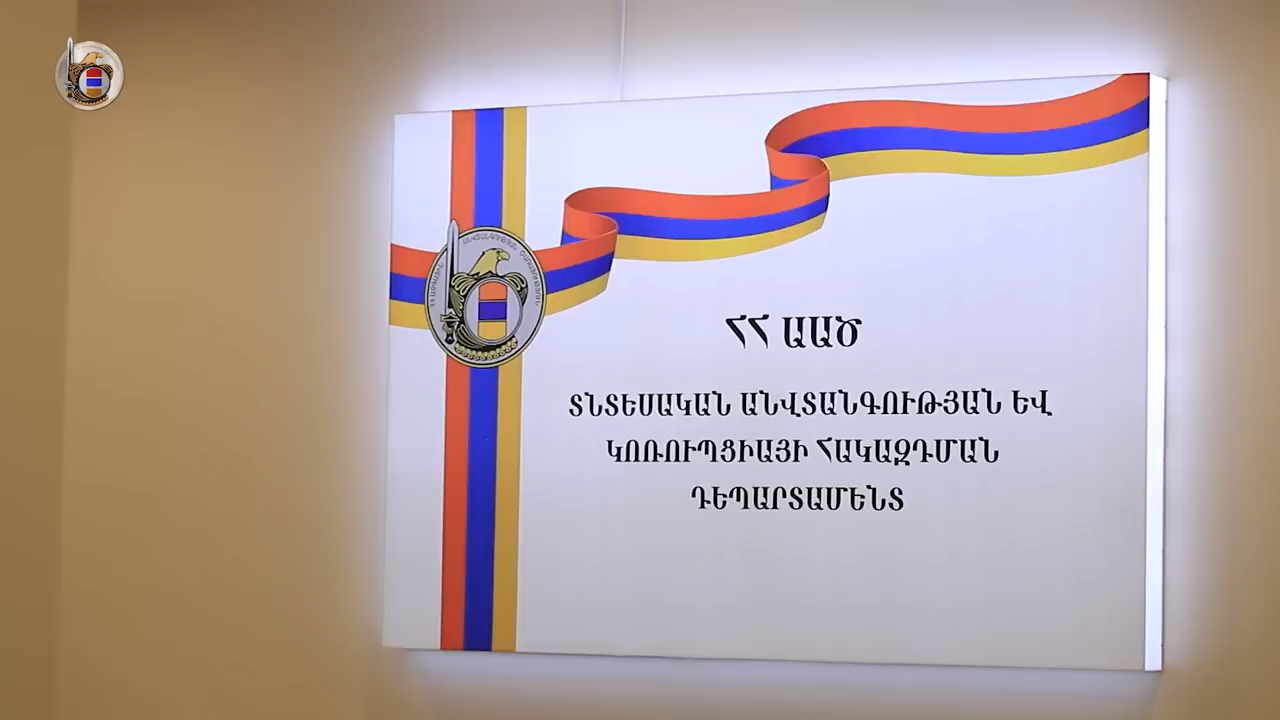 ՀՀ ԱԱԾ
ՏՆՏԵՍԱԿԱՆ ԱՆՎՏԱՆԳՈՒԹՅԱՆ ԵՎ
ԿՈՌՈՒՊՑԻԱՅԻ ՀԱԿԱԶԴՄԱՆ
ԴԵՊԱՐՏԱՄԵՆՏ